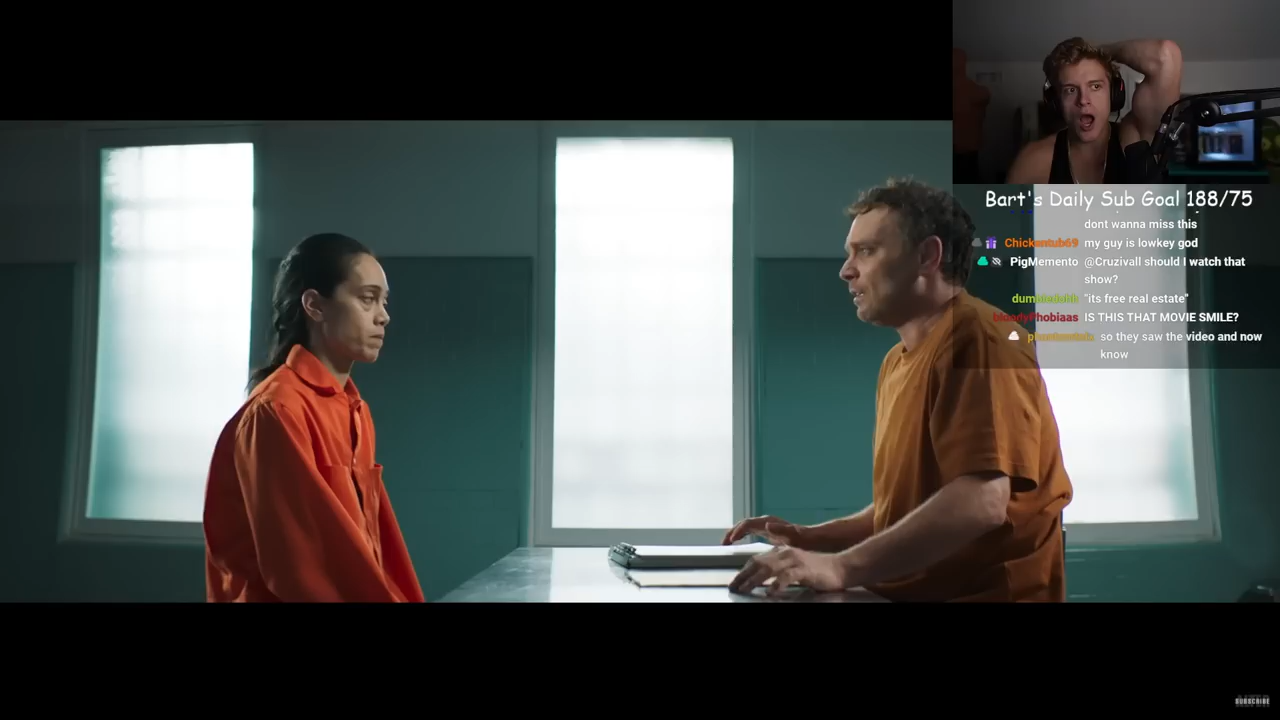 Bart's Daily Sub Goal 188/75
dont wanna miss this
Chickentub69 my guy is lowkey god
PigMemento @Cruzivall should I watch that
show?
"its free real estate"
IS THIS THAT MOVIE SMILE?
so they saw the video and now
know
SUBSCRIBE